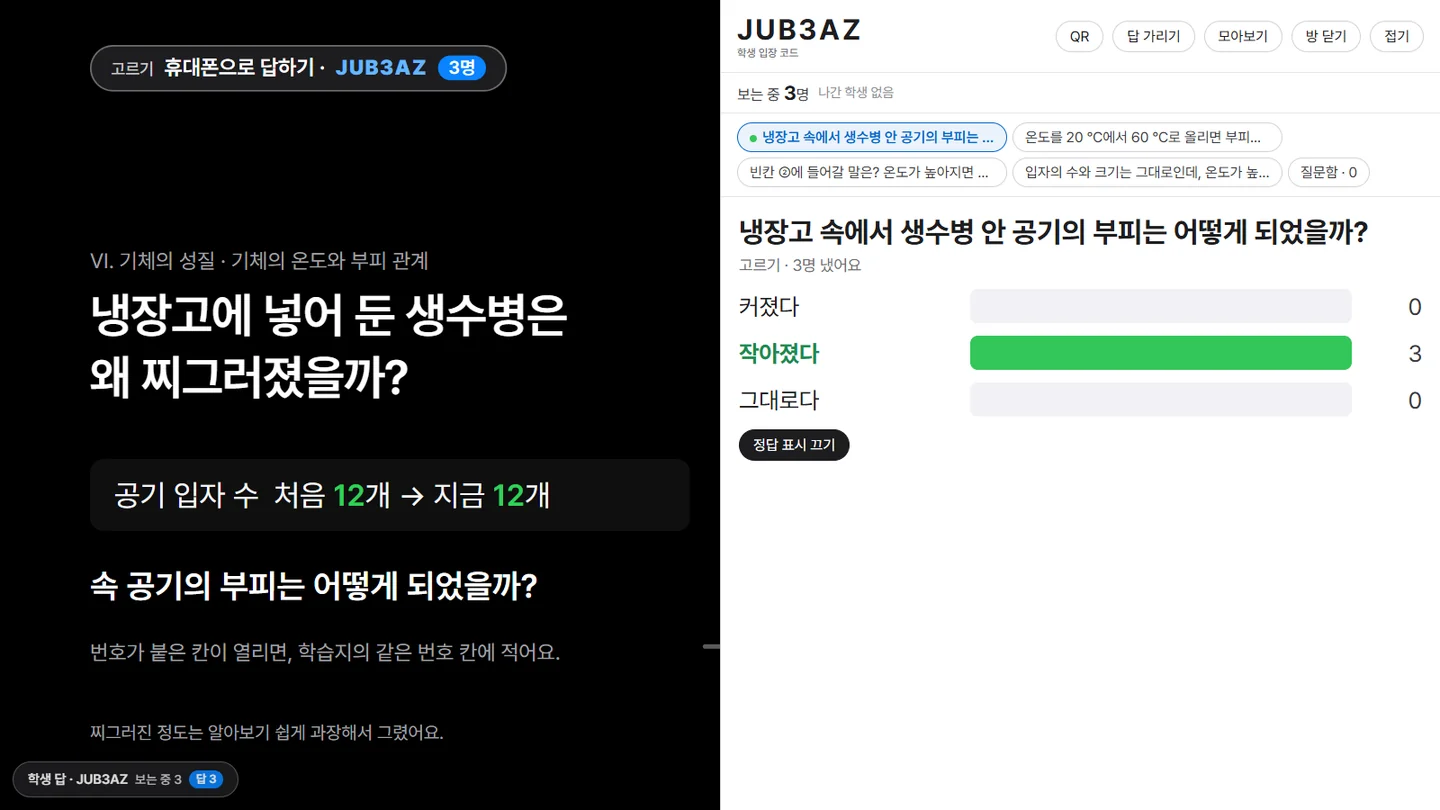 고르기 휴대폰으로 답하기 · JUB3AZ 3명
VI. 기체의 성질 · 기체의 온도와 부피 관계
냉장고에 넣어 둔 생수병은
왜 찌그러졌을까?
공기 입자 수 처음 12개 → 지금 12개
속 공기의 부피는 어떻게 되었을까?
번호가 붙은 칸이 열리면, 학습지의 같은 번호 칸에 적어요.
찌그러진 정도는 알아보기 쉽게 과장해서 그렸어요.
학생 답 · JUB3AZ 보는 중 3 답 3
JUB3AZ
학생 입장 코드
QR 답 가리기 모아보기 방 닫기 접기
보는 중 3명 나간 학생 없음
냉장고 속에서 생수병 안 공기의 부피는 ... 온도를 20 °C에서 60 °C로 올리면 부피...
빈칸 ②에 들어갈 말은? 온도가 높아지면 ... 입자의 수와 크기는 그대로인데, 온도가 높... 질문함 · 0
냉장고 속에서 생수병 안 공기의 부피는 어떻게 되었을까?
고르기 · 3명 냈어요
커졌다 0
작아졌다 3
그대로다 0
정답 표시 끄기